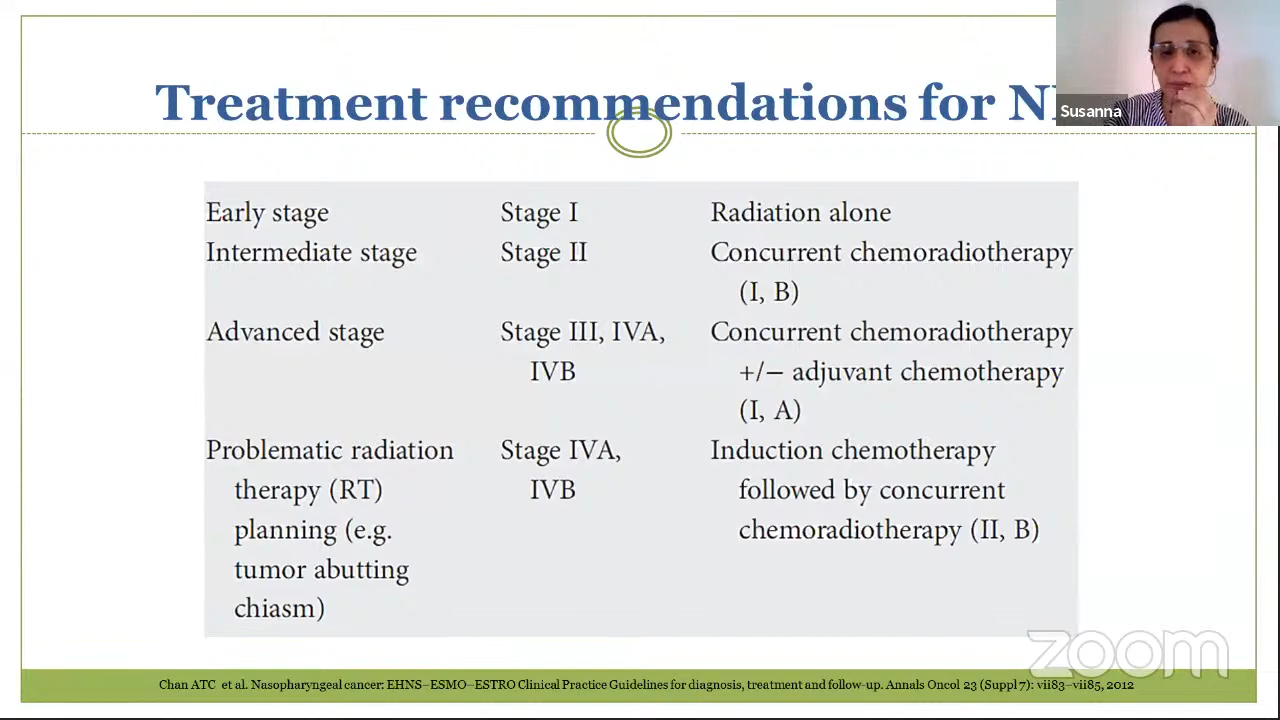 Treatment recommendations for N
Susanna
Early stage Stage I Radiation alone
Intermediate stage Stage II Concurrent chemoradiotherapy
(I, B)
Advanced stage Stage III, IVA, Concurrent chemoradiotherapy
IVB +/− adjuvant chemotherapy
(I, A)
Problematic radiation Stage IVA, Induction chemotherapy
therapy (RT) IVB followed by concurrent
planning (e.g. chemoradiotherapy (II, B)
tumor abutting
chiasm)
zoom
Chan ATC et al. Nasopharyngeal cancer: EHNS–ESMO–ESTRO Clinical Practice Guidelines for diagnosis, treatment and follow-up. Annals Oncol 23 (Suppl 7): vii83–vii85, 2012